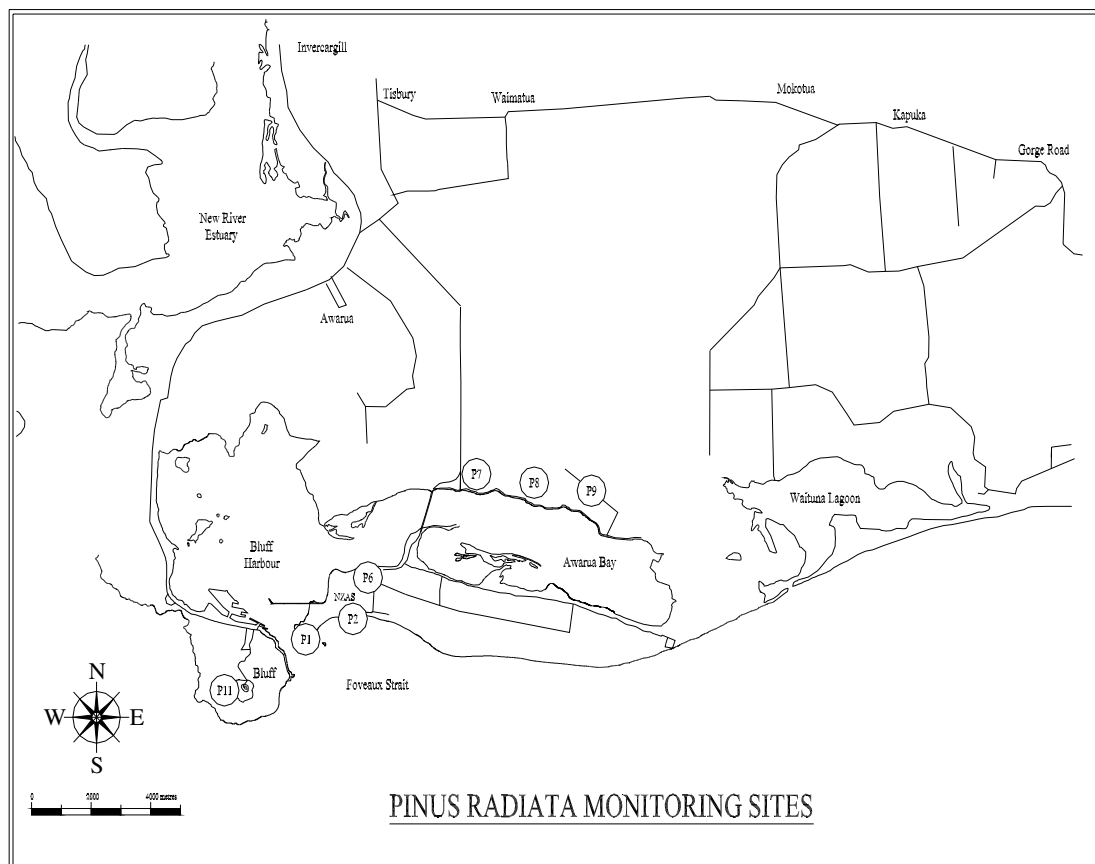 Invercargill
Tisbury
Waimatua
Mokotua
Kapuka
Gorge Road
New River
Estuary
Awarua
P7
P8
P9
Waituna Lagoon
Bluff
Harbour
Awarua Bay
P6
NZAS
P2
P1
Bluff
P11
Foveaux Strait
N
W
E
S
0
2000
4000 metres
PINUS RADIATA MONITORING SITES